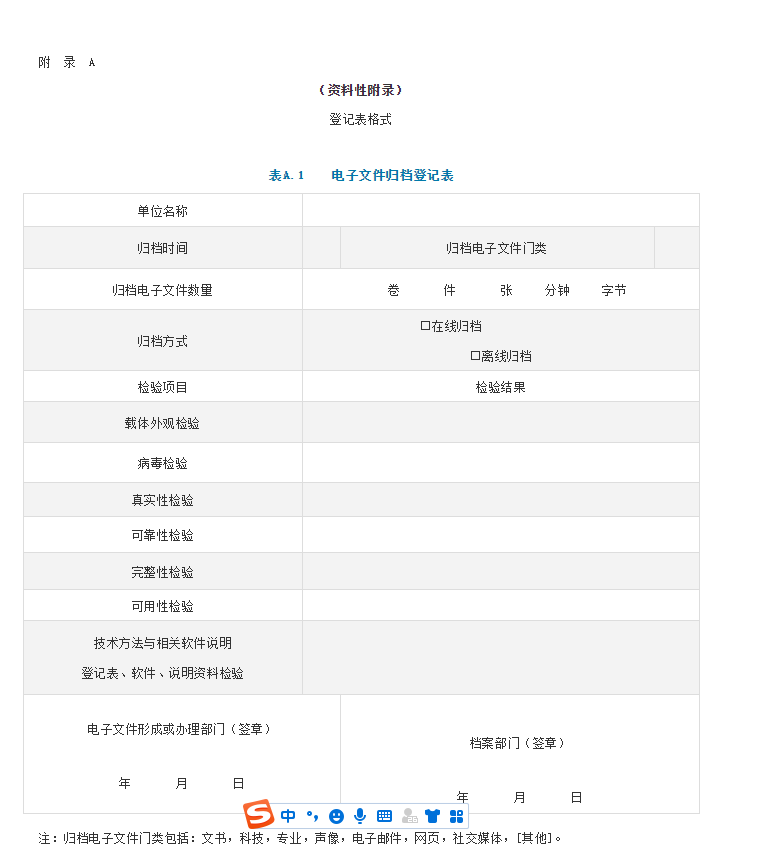 附 录 A
（资料性附录）
登记表格式
表A.1 电子文件归档登记表
单位名称
归档时间 归档电子文件门类
归档电子文件数量 卷 件 张 分钟 字节
归档方式
□在线归档
□离线归档
检验项目 检验结果
载体外观检验
病毒检验
真实性检验
可靠性检验
完整性检验
可用性检验
技术方法与相关软件说明
登记表、软件、说明资料检验
电子文件形成或办理部门（签章）
年 月 日
档案部门（签章）
年 月 日
S 中
注：归档电子文件门类包括：文书，科技，专业，声像，电子邮件，网页，社交媒体，[其他]。